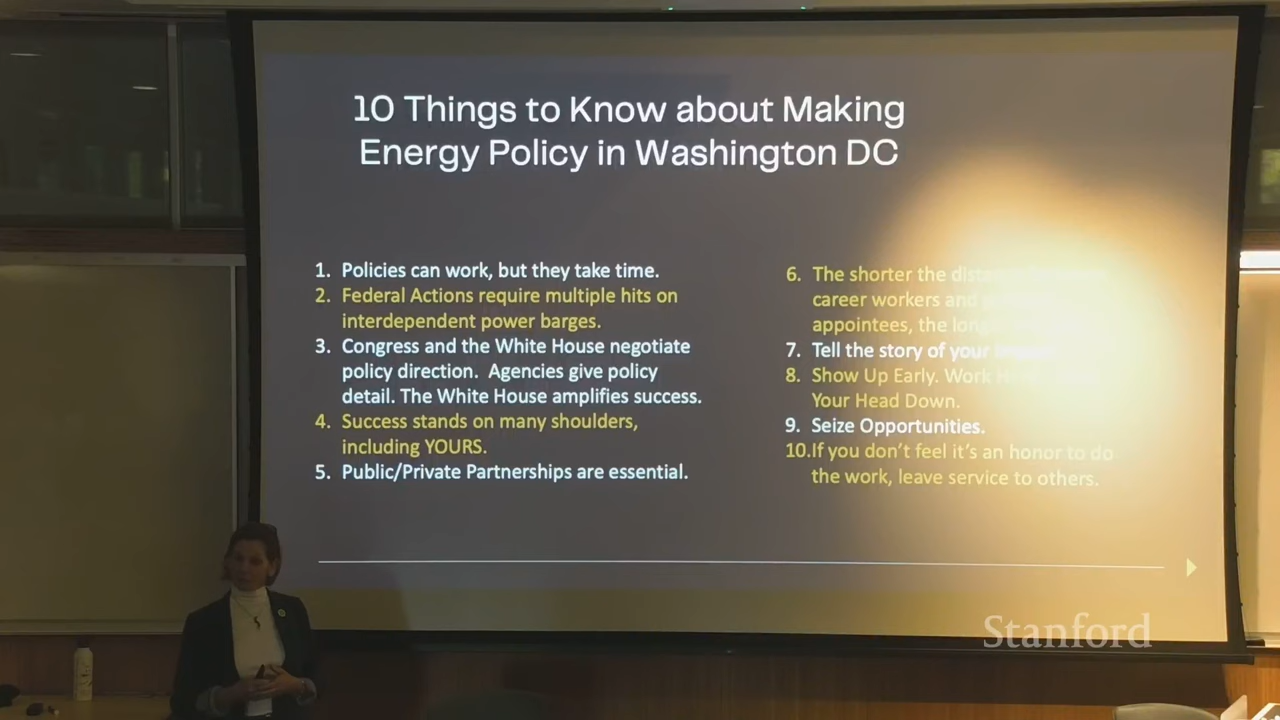 10 Things to Know about Making
Energy Policy in Washington DC
1. Policies can work, but they take time.
2. Federal Actions require multiple hits on
interdependent power barges.
3. Congress and the White House negotiate
policy direction. Agencies give policy
detail. The White House amplifies success.
4. Success stands on many shoulders,
including YOURS.
5. Public/Private Partnerships are essential.
6. The shorter the
career workers and
appointees, the
7. Tell the story of your
8. Show Up Early. Work
Your Head Down.
9. Seize Opportunities.
10.If you don't feel it's an honor to do
the work, leave service to others.
Stanford